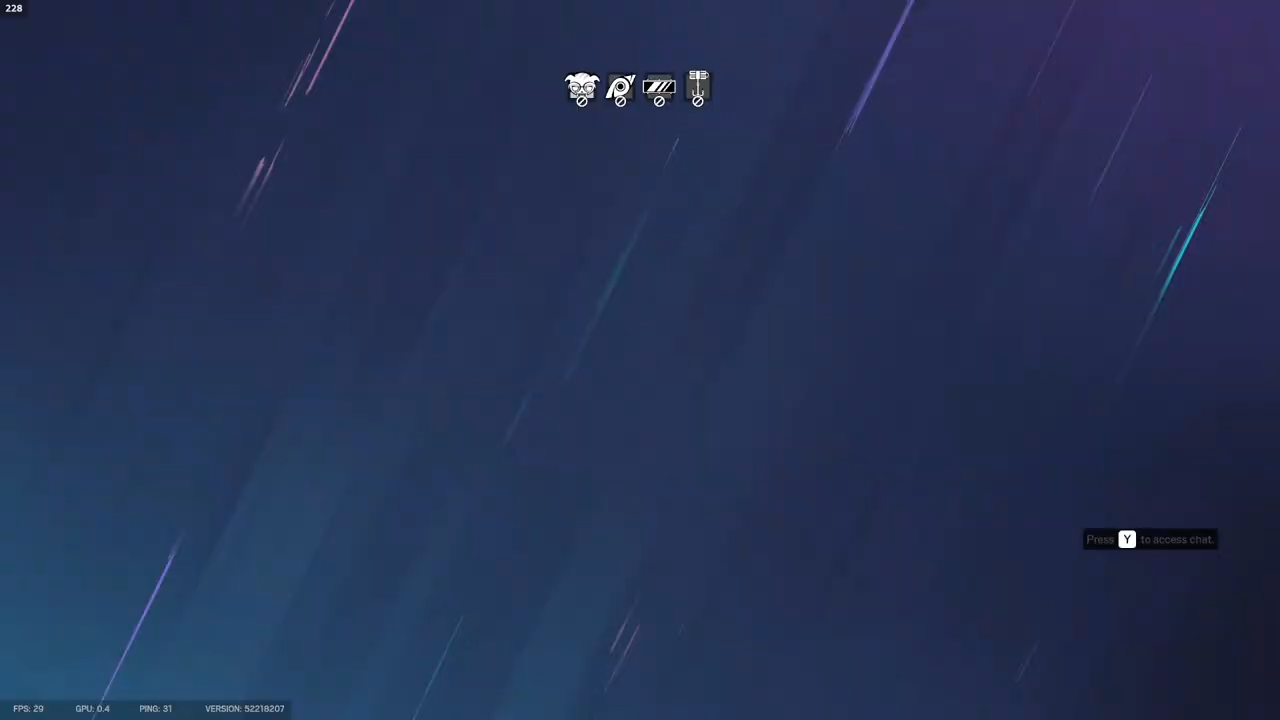 228
Press Y to access chat.
FPS: 29 GPU: 0.4 PING: 31 VERSION: 52218207